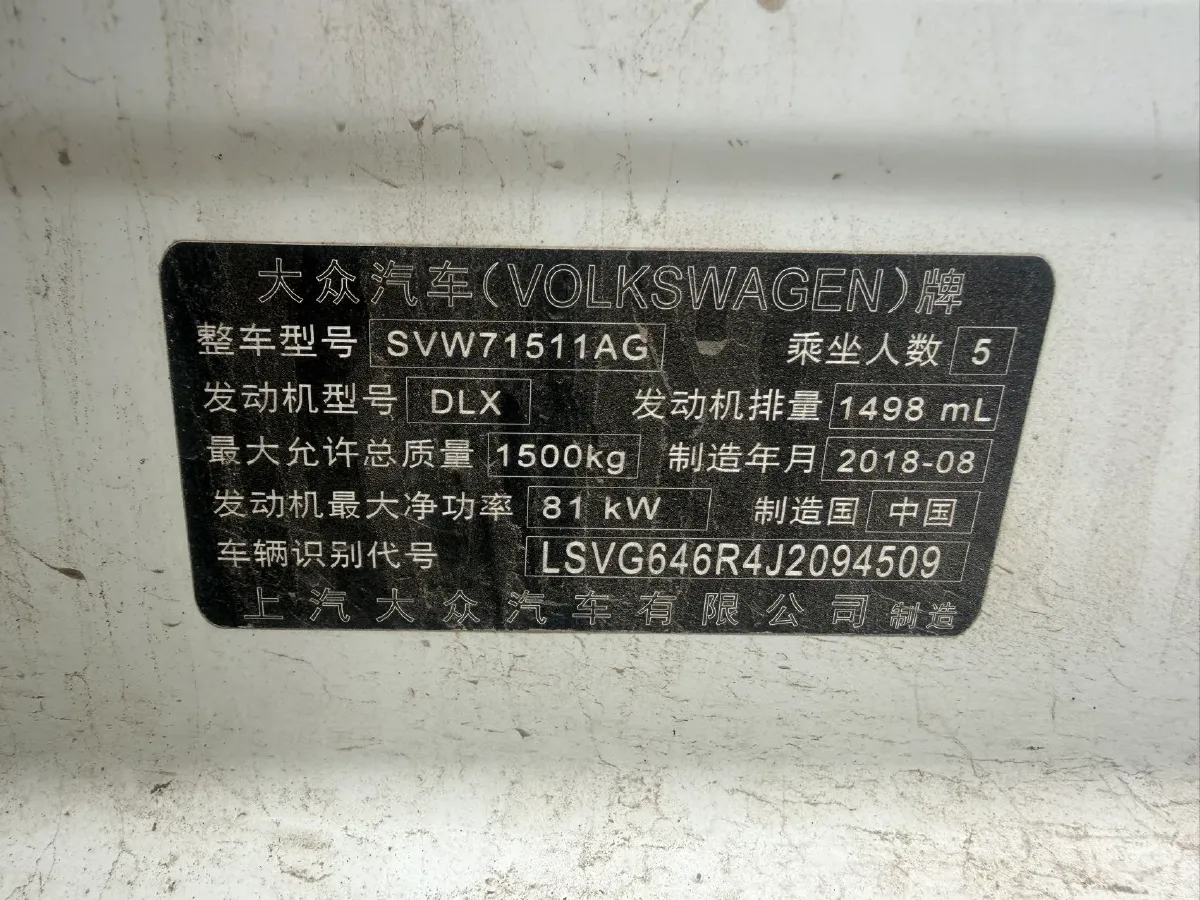 大众汽车(VOLKSWAGEN)牌
整车型号 SVW71511AG 乘坐人数 5
发动机型号 DLX 发动机排量 1498 mL
最大允许总质量 1500kg 制造年月 2018-08
发动机最大净功率 81 kW 制造国 中国
车辆识别代号 LSVG646R4J2094509
上汽大众汽车有限公司 制造